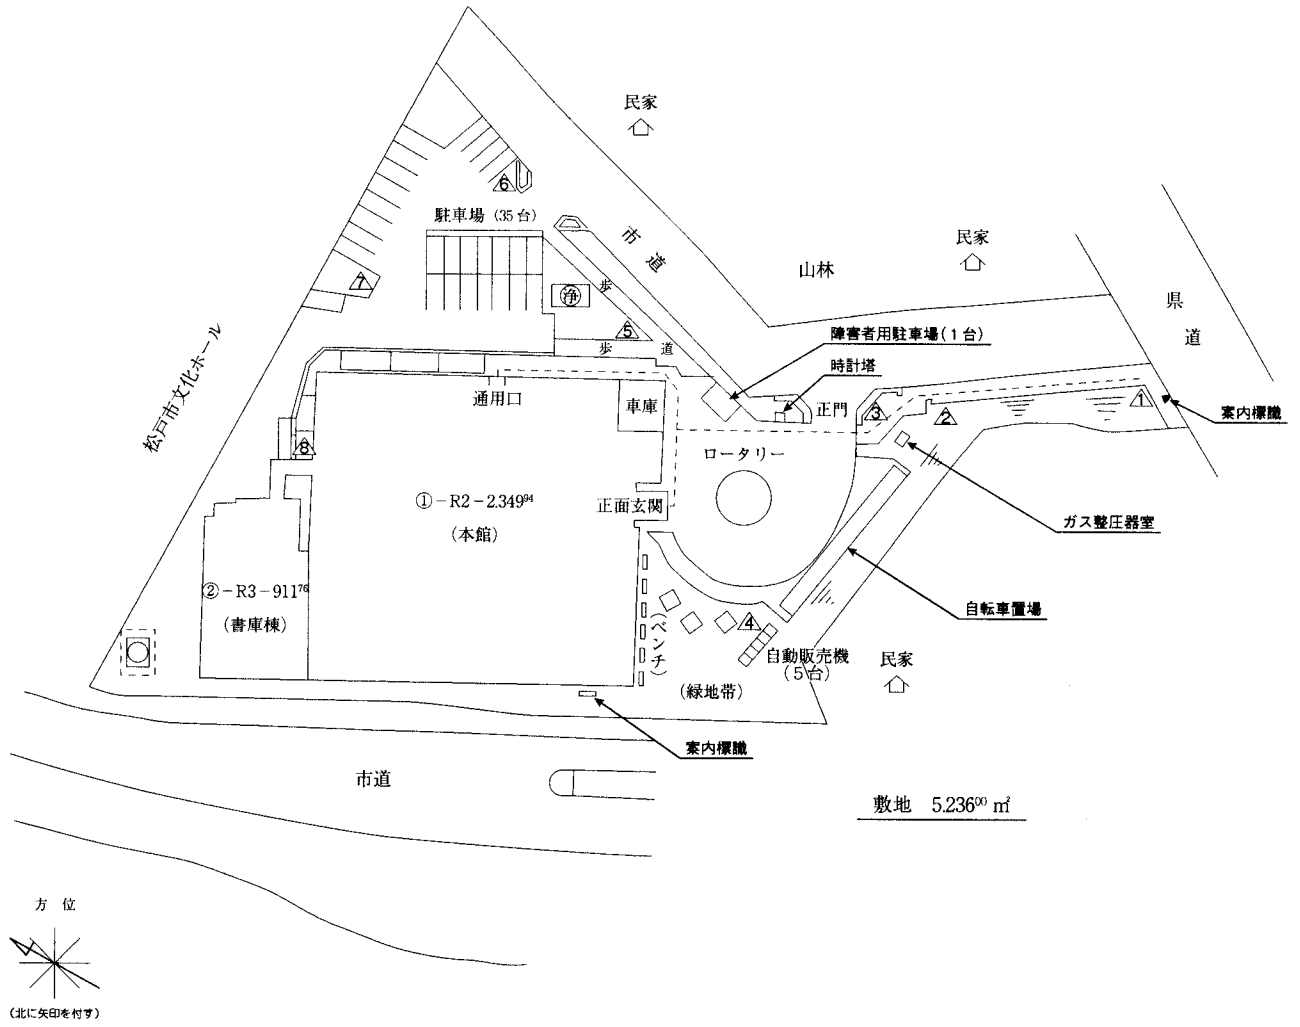 民家
6
駐車場 (35台)
市道
民家
山林
7
浄
歩
県道
5
歩道
障害者用駐車場(1台)
時計塔
松戸市文化ホール
通用口
車庫
正門
3
2
1
案内標識
8
ロータリー
①－R2－2.349⁹⁴
(本館)
正面玄関
ガス整圧器室
②－R3－911⁷⁶
(書庫棟)
自転車置場
(ベンチ)
4
自動販売機
(5台)
民家
(緑地帯)
案内標識
市道
敷地 5.236⁰⁰ ㎡
方位
(北に矢印を付す)